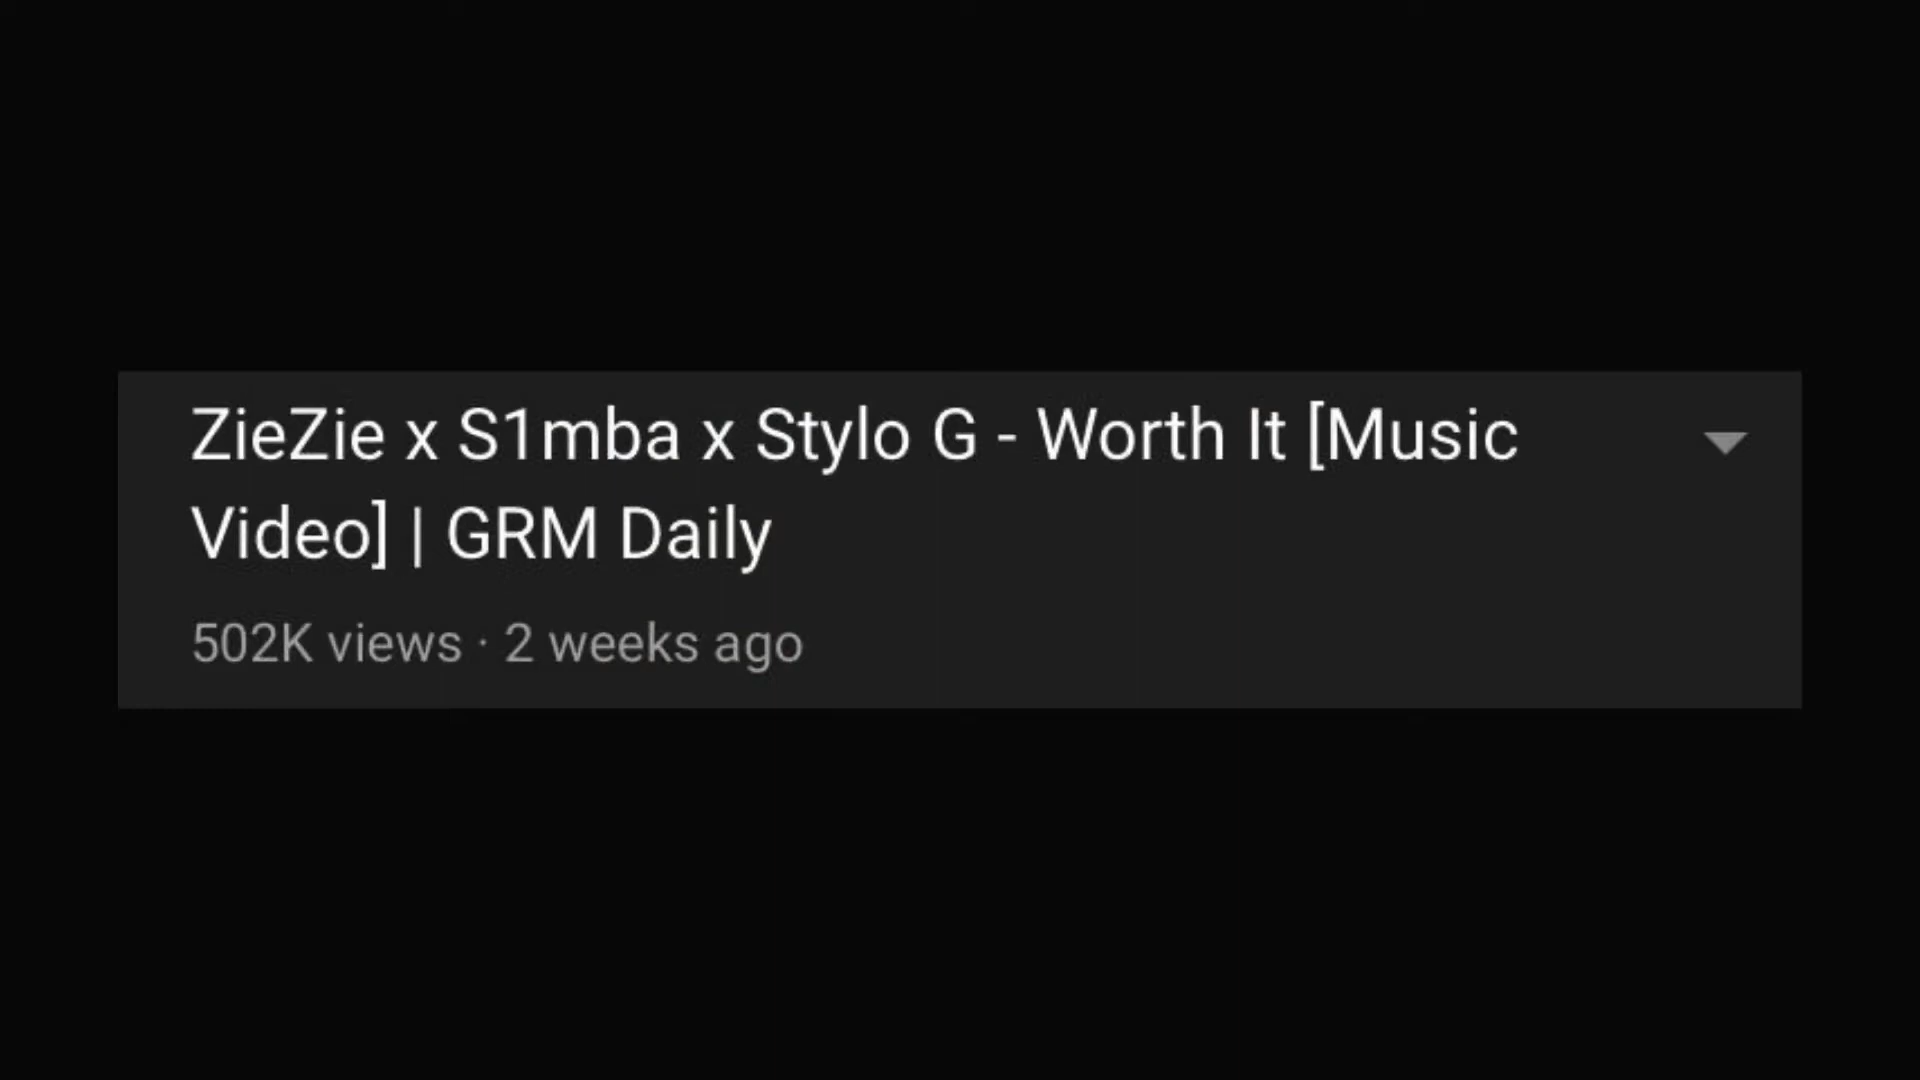 ZieZie x S1mba x Stylo G - Worth It [Music
Video] | GRM Daily
502K views · 2 weeks ago